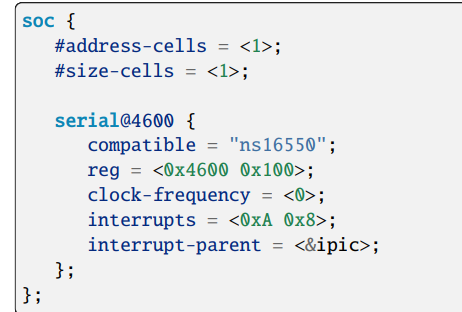 soc {
    #address-cells = <1>;
    #size-cells = <1>;

    serial@4600 {
        compatible = "ns16550";
        reg = <0x4600 0x100>;
        clock-frequency = <0>;
        interrupts = <0xA 0x8>;
        interrupt-parent = <&ipic>;
    };
};